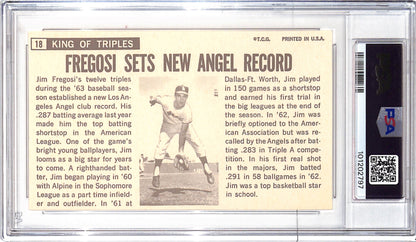 18 KING OF TRIPLES ©T.C.G. PRINTED IN U.S.A.
FREGOSI SETS NEW ANGEL RECORD
Jim Fregosi's twelve triples
during the '63 baseball sea-
son established a new Los An-
geles Angel club record. His
.287 batting average last year
made him the top batting
shortstop in the American
League. One of the game's
bright young ballplayers, Jim
looms as a big star for years
to come. A righthanded bat-
ter, Jim began playing in '60
with Alpine in the Sophomore
League as a part time infield-
er and outfielder. In '61 at
Dallas-Ft. Worth, Jim played
in 150 games as a shortstop
and earned his first trial in
the big leagues at the end of
the season. In '62, Jim was
briefly optioned to the Amer-
ican Association but was re-
called by the Angels after bat-
ting .283 in Triple A competi-
tion. In his first real shot
in the majors, Jim batted
.291 in 58 ballgames in '62.
Jim was a top basketball star
in school.
PSA
101202797